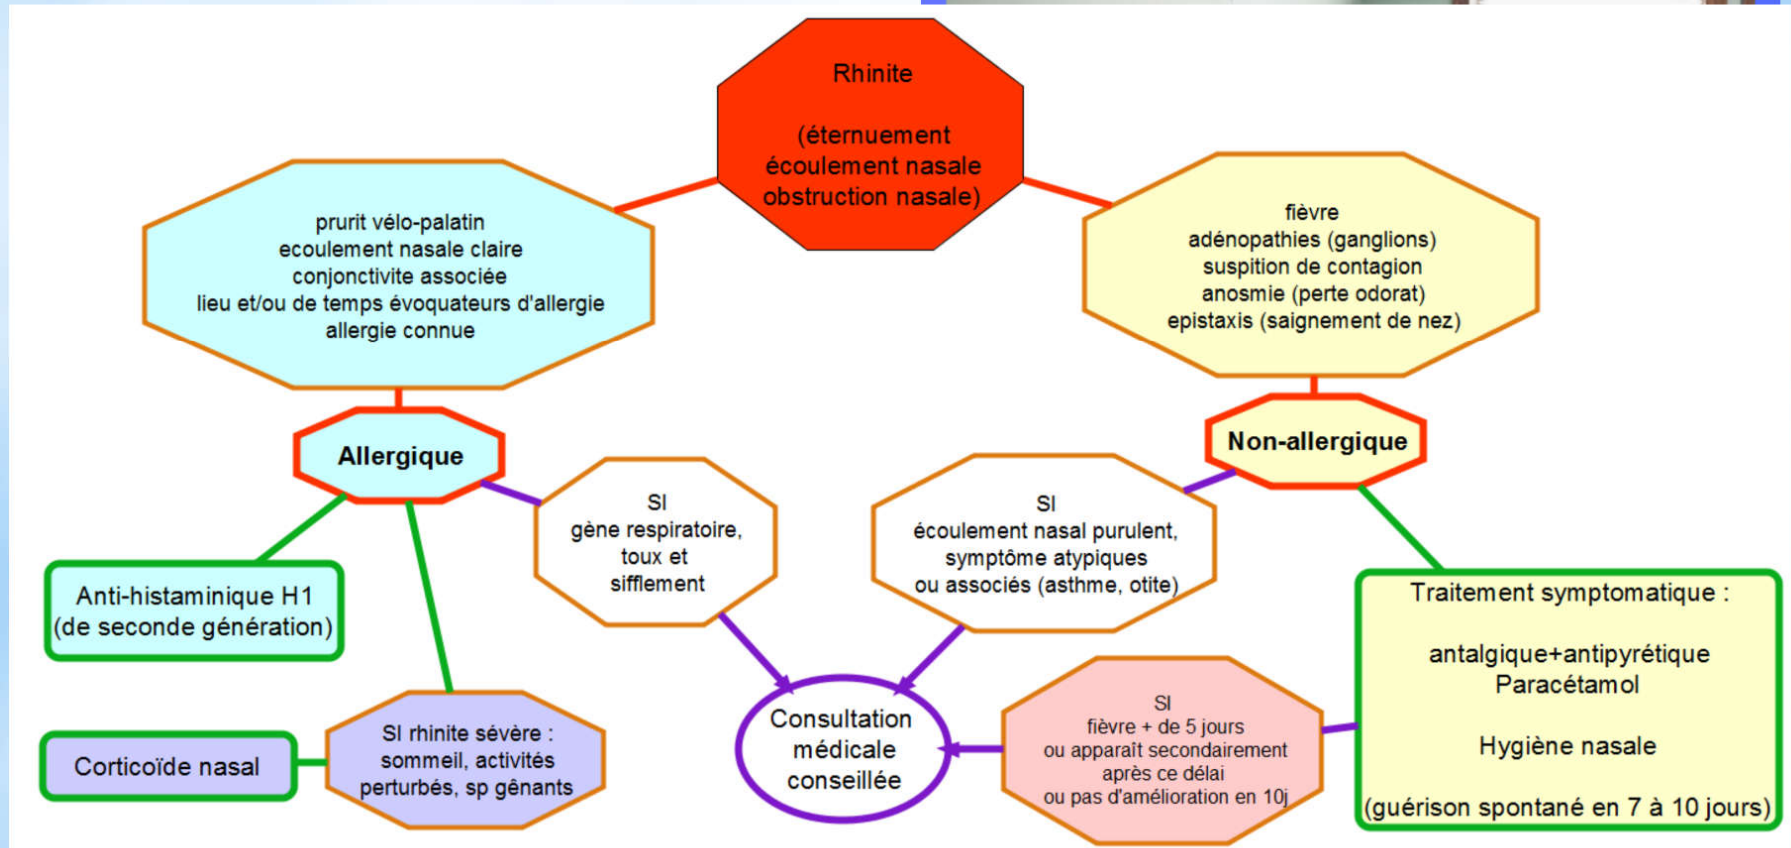 Rhinite
(éternuement
écoulement nasale
obstruction nasale)
prurit vélo-palatin
ecoulement nasale claire
conjonctivite associée
lieu et/ou de temps évoquateurs d'allergie
allergie connue
fièvre
adénopathies (ganglions)
suspition de contagion
anosmie (perte odorat)
epistaxis (saignement de nez)
Allergique
Non-allergique
SI
gène respiratoire,
toux et
sifflement
SI
écoulement nasal purulent,
symptôme atypiques
ou associés (asthme, otite)
Anti-histaminique H1
(de seconde génération)
Traitement symptomatique :
antalgique+antipyrétique
Paracétamol
Hygiène nasale
(guérison spontané en 7 à 10 jours)
Corticoïde nasal
SI rhinite sévère :
sommeil, activités
perturbés, sp gênants
Consultation
médicale
conseillée
SI
fièvre + de 5 jours
ou apparaît secondairement
après ce délai
ou pas d'amélioration en 10j